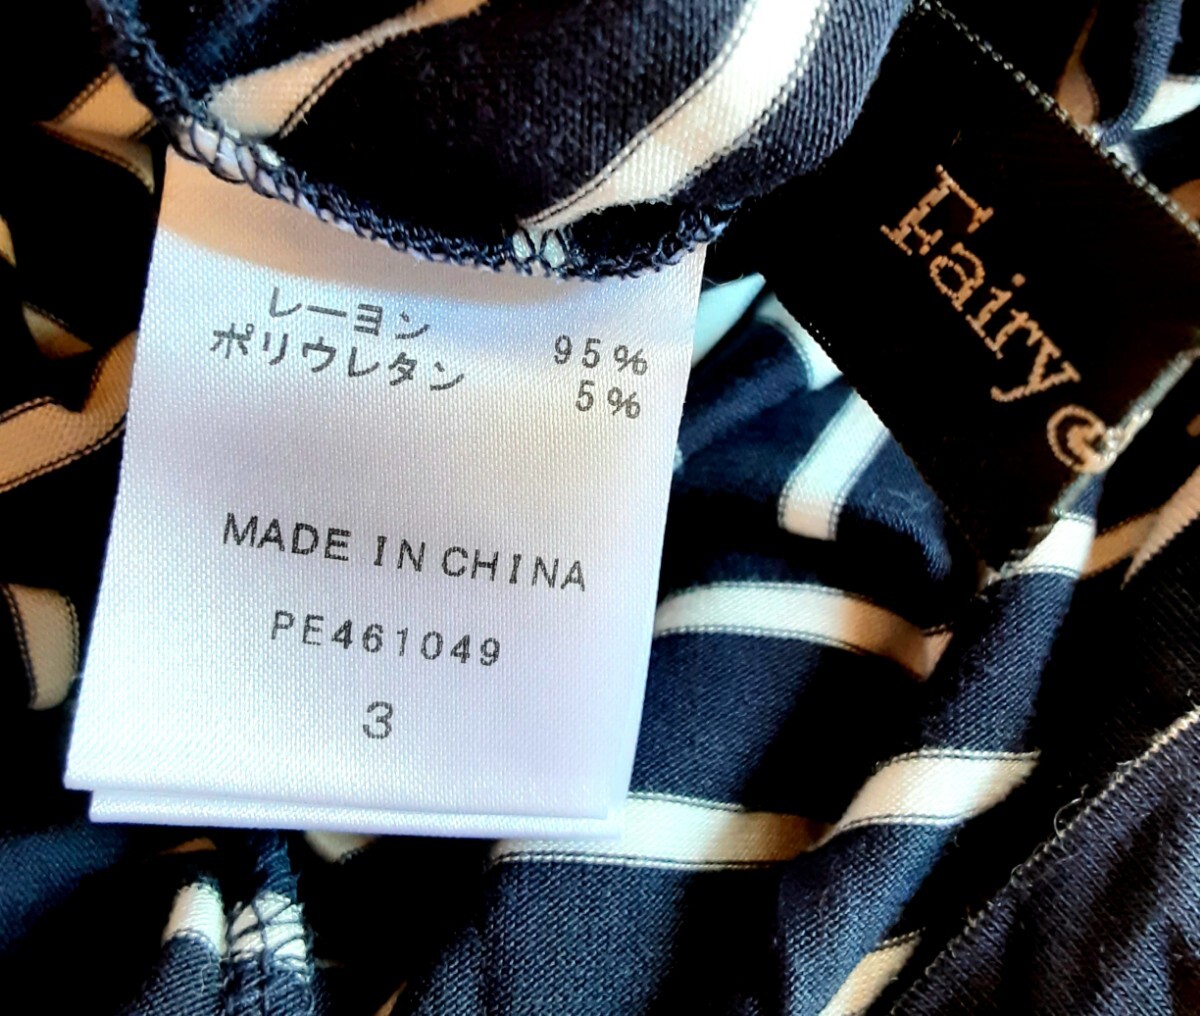 レーヨン 95%
ポリウレタン 5%
MADE IN CHINA
PE461049
3
Fairy